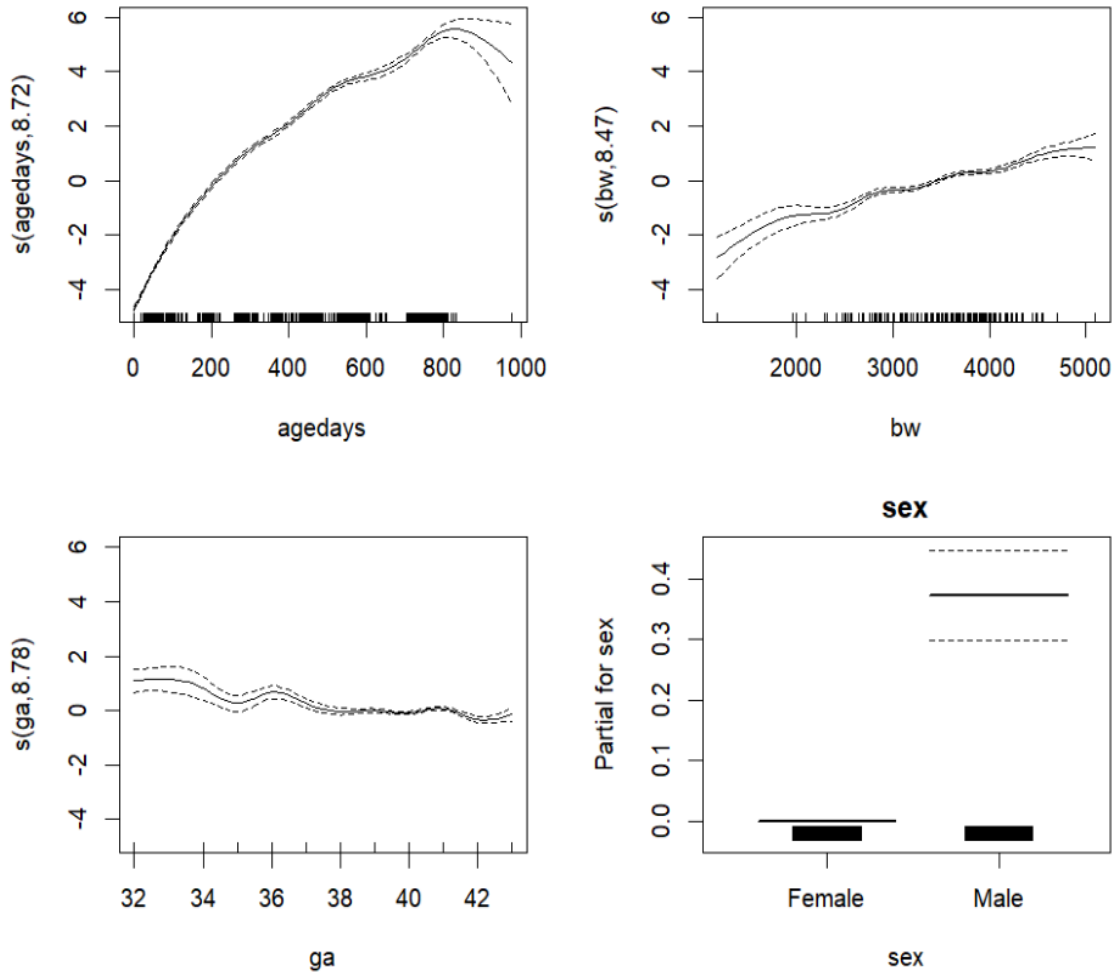 s(agedays,8.72)
6
4
2
0
-2
-4
0 200 400 600 800 1000
agedays
s(bw,8.47)
6
4
2
0
-2
-4
2000 3000 4000 5000
bw
s(ga,8.78)
6
4
2
0
-2
-4
32 34 36 38 40 42
ga
sex
Partial for sex
0.4
0.3
0.2
0.1
0.0
Female Male
sex